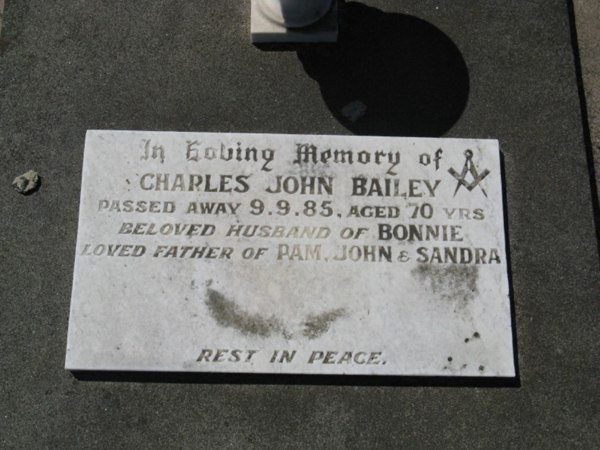 In Loving Memory of
CHARLES JOHN BAILEY
PASSED AWAY 9.9.85, AGED 70 YRS
BELOVED HUSBAND OF BONNIE
LOVED FATHER OF PAM, JOHN & SANDRA
REST IN PEACE.